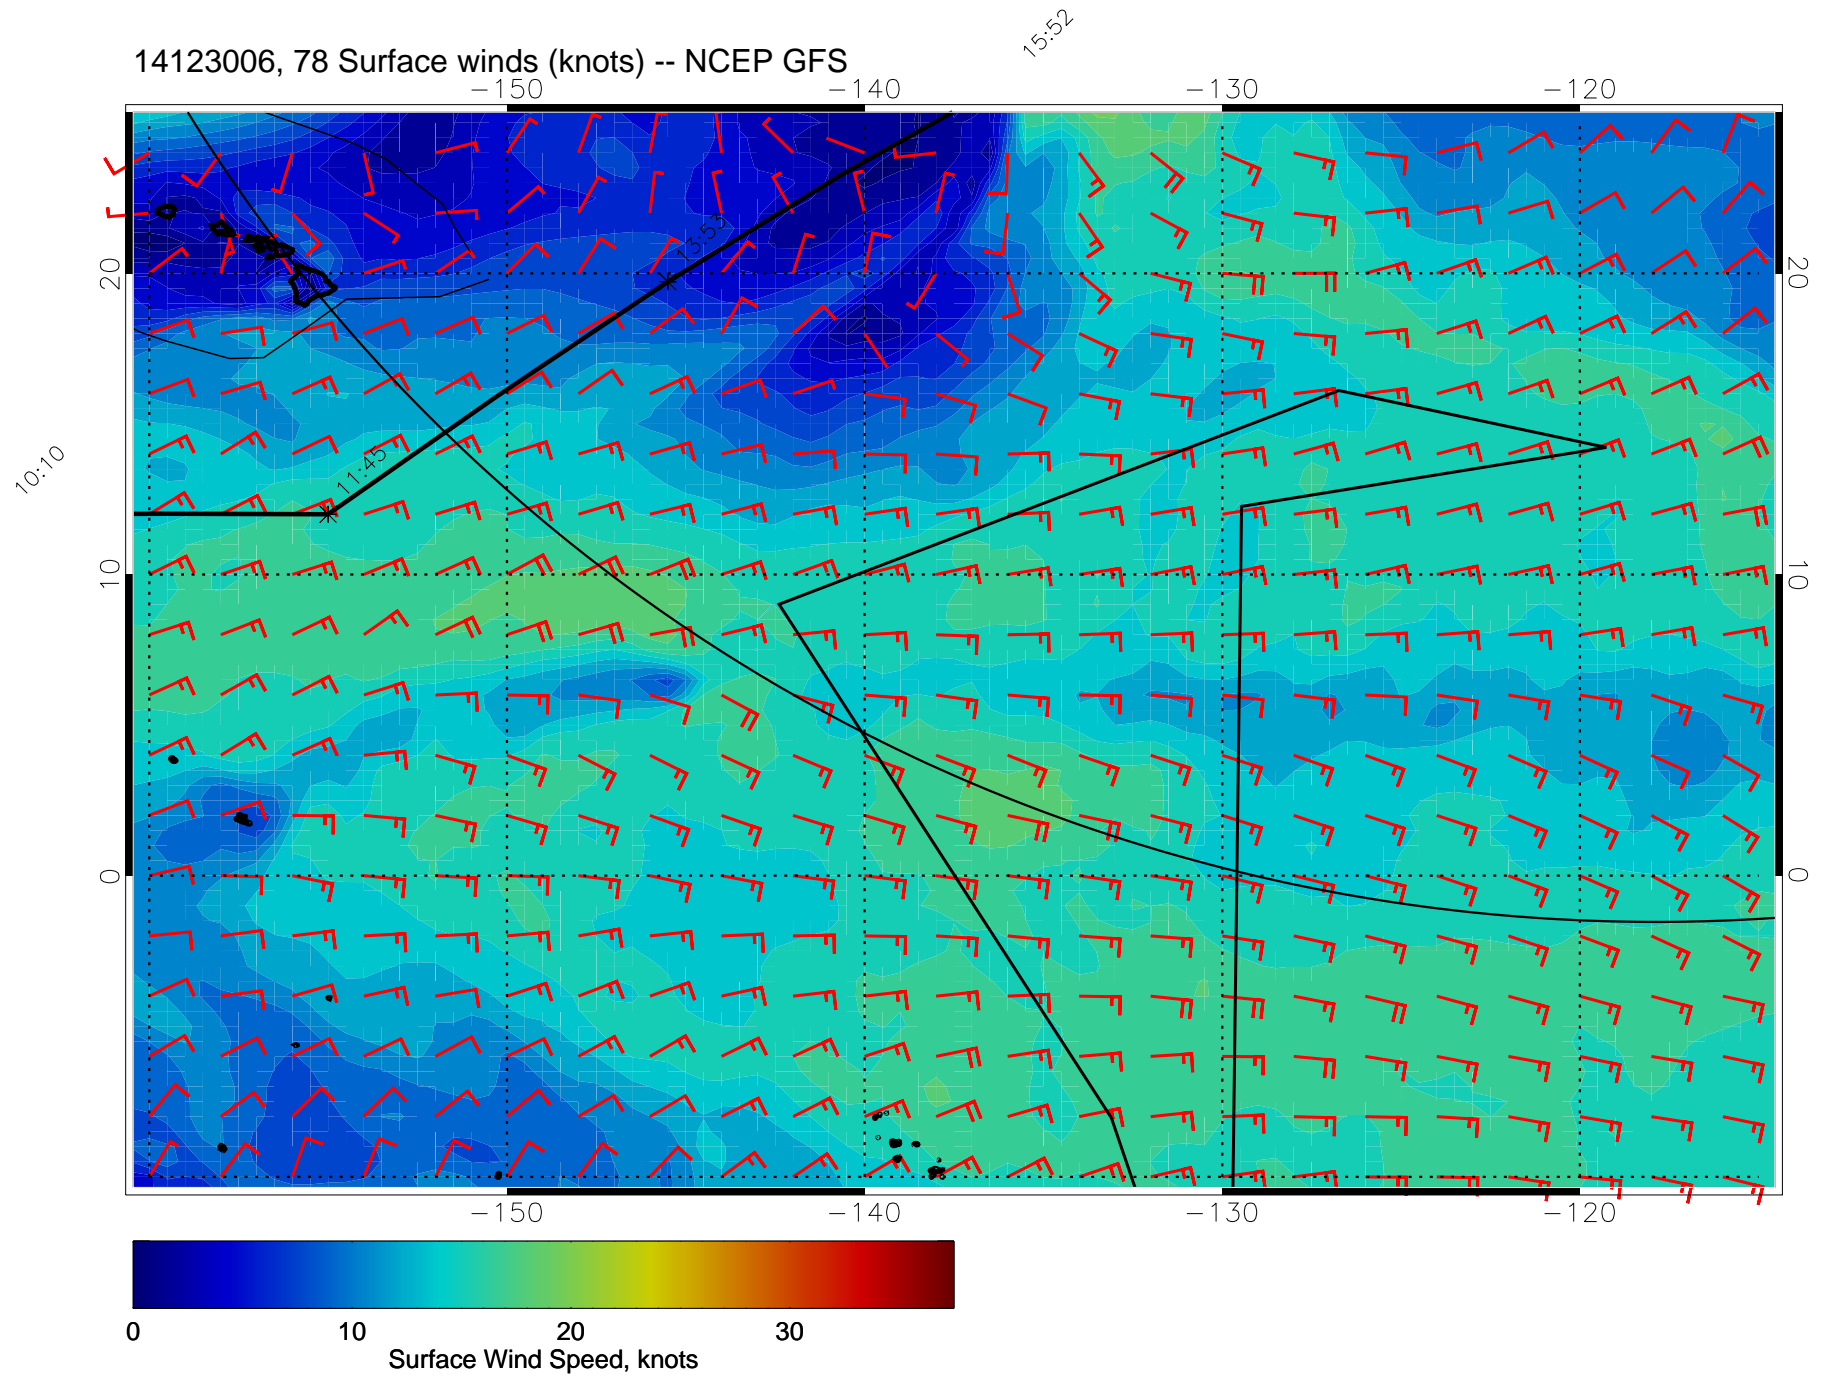 15:52
14123006, 78 Surface winds (knots) -- NCEP GFS
-150 -140 -130 -120
13:53
20 20
10:10
11:45
10 10
0 0
-150 -140 -130 -120
0 10 20 30
Surface Wind Speed, knots